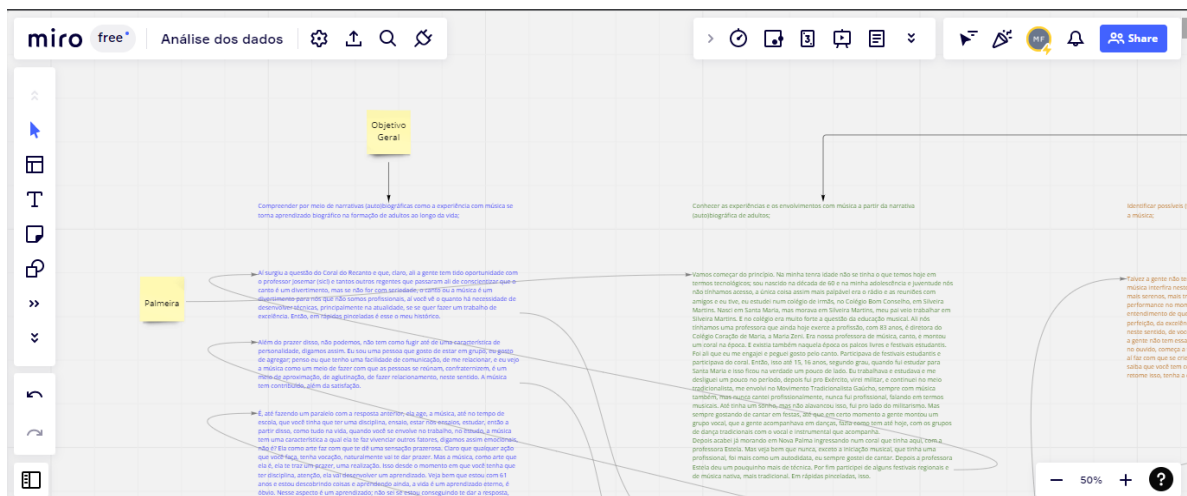 miro free
Análise dos dados
3
MF
Share
Objetivo
Geral
Compreender por meio de narrativas (auto)biográficas como a experiência com música se
torna aprendizado biográfico na formação de adultos ao longo da vida;
Conhecer as experiências e os envolvimentos com música a partir da narrativa
(auto)biográfica de adultos;
Identificar possíveis
a música;
Palmeira
Aí surgiu a questão do Coral do Recanto e que, claro, ali a gente tem tido oportunidade com
o professor Josemar (sic!) e tantos outros regentes que passaram ali de conscientizar que o
canto é um divertimento, mas se não for com seriedade, o canto ou a música é um
divertimento para nós que não somos profissionais, aí você vê o quanto há necessidade de
desenvolver técnicas, principalmente na atualidade, se se quer fazer um trabalho de
excelência. Então, em rápidas pinceladas é esse o meu histórico.
Além do prazer disso, não podemos, não tem como fugir até de uma característica de
personalidade, digamos assim. Eu sou uma pessoa que gosto de estar em grupo, eu gosto
de agregar; penso eu que tenho uma facilidade de comunicação, de me relacionar, e eu vejo
a música como um meio de fazer com que as pessoas se reúnam, confraternizem, é um
meio de aproximação, de aglutinação, de fazer relacionamento, neste sentido. A música
tem contribuído, além da satisfação.
É, até fazendo um paralelo com a resposta anterior, ela age, a música, até no tempo de
escola, que você tinha que ter uma disciplina, ensaio, estar nos ensaios, estudar, então a
partir disso, como tudo na vida, quando você se envolve no trabalho, no estudo, a música
tem uma característica a qual ela te faz vivenciar outros fatores, digamos assim emocionais,
não é? Ela como arte faz com que te dê uma sensação prazerosa. Claro que qualquer ação
que você faça, tenha vocação, naturalmente vai te dar prazer. Mas a música, como arte que
ela é, ela te traz um prazer, uma realização. Isso desde o momento em que você tenha que
ter disciplina, atenção, ela vai desenvolver um aprendizado. Veja bem que estou com 61
anos e estou descobrindo coisas e aprendendo ainda, a vida é um aprendizado eterno, é
óbvio. Nesse aspecto é um aprendizado; não sei se estou conseguindo te dar a resposta,
Vamos começar do princípio. Na minha tenra idade não se tinha o que temos hoje em
termos tecnológicos; sou nascido na década de 60 e na minha adolescência e juventude nós
não tínhamos acesso, a única coisa assim mais palpável era o rádio e as reuniões com
amigos e eu tive, eu estudei num colégio de irmãs, no Colégio Bom Conselho, em Silveira
Martins. Nasci em Santa Maria, mas morava em Silveira Martins, meu pai veio trabalhar em
Silveira Martins. E no colégio era muito forte a questão da educação musical. Ali nós
tínhamos uma professora que ainda hoje exerce a profissão, com 83 anos, é diretora do
Colégio Coração de Maria, a Maria Zeni. Era nossa professora de música, canto, e montou
um coral na época. E existia também naquela época os palcos livres e festivais estudantis.
Foi ali que eu me engajei e peguei gosto pelo canto. Participava de festivais estudantis e
participava do coral. Então, isso até 15, 16 anos, segundo grau, quando fui estudar para
Santa Maria e isso ficou na verdade um pouco de lado. Eu trabalhava e estudava e me
desliguei um pouco no período, depois fui pro Exército, virei militar, e continuei no meio
tradicionalista, me envolvi no Movimento Tradicionalista Gaúcho, sempre com música
também, mas nunca cantei profissionalmente, nunca fui profissional, falando em termos
musicais. Até tinha um sonho, mas não alavancou isso, fui pro lado do militarismo. Mas
sempre gostando de cantar em festas, até que em certo momento a gente montou um
grupo vocal, que a gente acompanhava em danças, tanto tem até hoje, com os grupos
de dança tradicionais com a vocal e instrumental que acompanha.
Depois acabei já morando em Nova Palma ingressando num coral que tinha aqui, com a
professora Estela. Mas veja bem que nunca, exceto a iniciação musical, que tinha uma
profissional, foi mais como um autodidata, eu sempre gostei de cantar. Depois a professora
Estela deu um pouquinho mais de técnica. Por fim participei de alguns festivais regionais e
de música nativa, mais tradicional. Em rápidas pinceladas, isso.
Talvez a gente não se
música interfira nesto
mais serenos, mais t
performance na mon
entendimento de qua
perfeição, da excelên
neste sentido, de voc
a gente não tem essa
no ouvido, começa a
aí faz com que se cri
saiba que você tem c
retome isso, tenha a c
50%